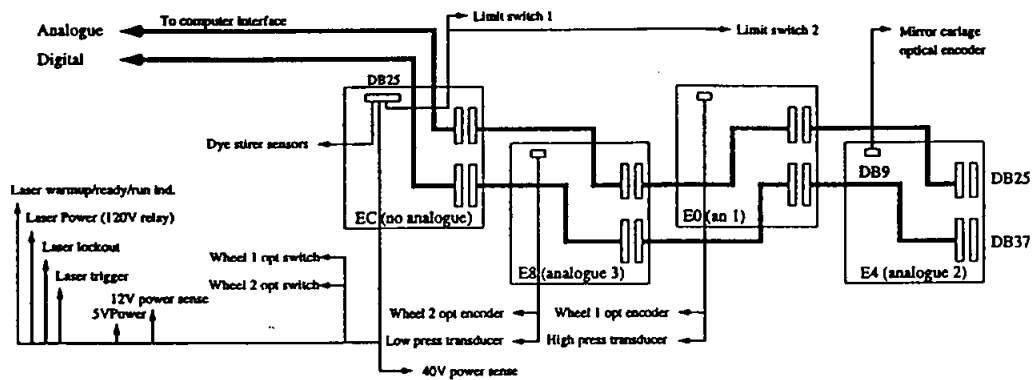 To computer interface
Limit switch 1
Analogue
Limit switch 2
Mirror cariage
optical encoder
Digital
DB25
Dye stirer sensors
DB9
DB25
Laser warmup/ready/run ind.
EC (no analogue)
E0 (an 1)
Laser Power (120V relay)
DB37
Laser lockout
Wheel 1 opt switch
E8 (analogue 3)
E4 (analogue 2)
Laser trigger
Wheel 2 opt switch
12V power sense
5VPower
Wheel 2 opt encoder
Wheel 1 opt encoder
Low press transducer
High press transducer
40V power sense